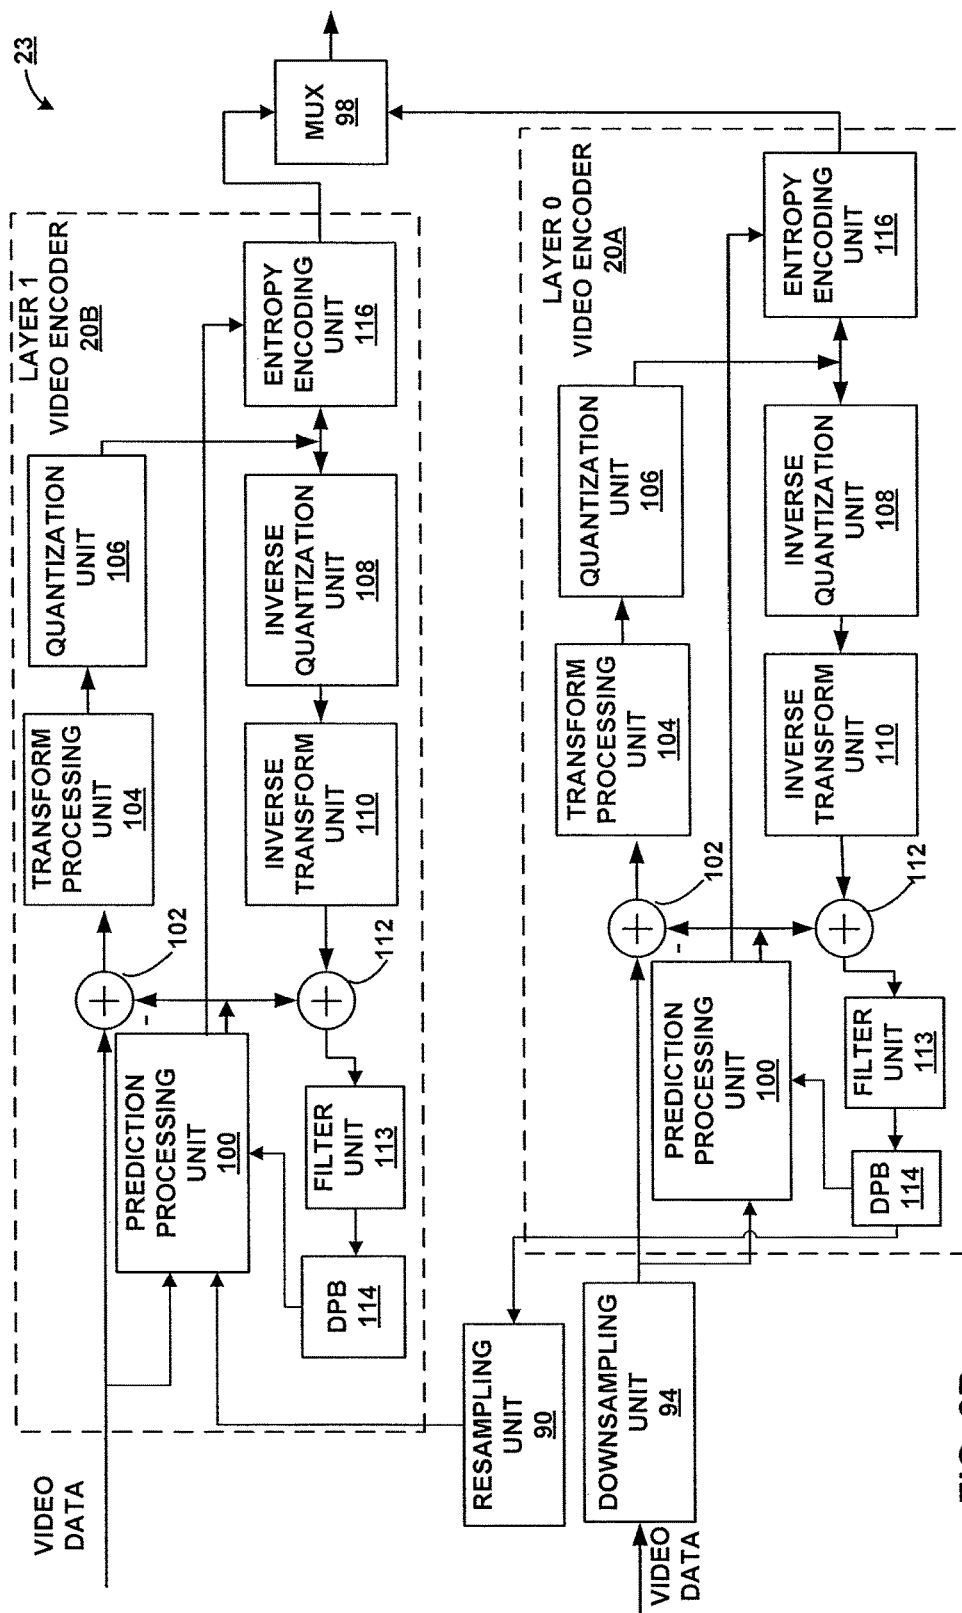 23
LAYER 1
VIDEO ENCODER
20B
VIDEO
DATA
TRANSFORM
PROCESSING
UNIT
104
QUANTIZATION
UNIT
106
102
-
PREDICTION
PROCESSING
UNIT
100
INVERSE
TRANSFORM
UNIT
110
INVERSE
QUANTIZATION
UNIT
108
ENTROPY
ENCODING
UNIT
116
MUX
98
112
FILTER
UNIT
113
DPB
114
RESAMPLING
UNIT
90
LAYER 0
VIDEO ENCODER
20A
DOWNSAMPLING
UNIT
94
VIDEO
DATA
TRANSFORM
PROCESSING
UNIT
104
QUANTIZATION
UNIT
106
102
-
PREDICTION
PROCESSING
UNIT
100
INVERSE
TRANSFORM
UNIT
110
INVERSE
QUANTIZATION
UNIT
108
ENTROPY
ENCODING
UNIT
116
112
FILTER
UNIT
113
DPB
114
FIG.